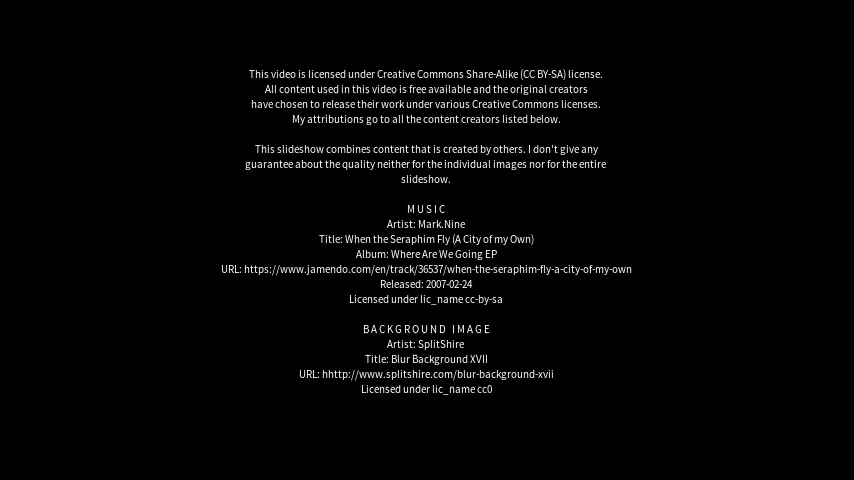 This video is licensed under Creative Commons Share-Alike (CC BY-SA) license.
All content used in this video is free available and the original creators
have chosen to release their work under various Creative Commons licenses.
My attributions go to all the content creators listed below.
This slideshow combines content that is created by others. I don't give any
guarantee about the quality neither for the individual images nor for the entire
slideshow.
MUSIC
Artist: Mark.Nine
Title: When the Seraphim Fly (A City of my Own)
Album: Where Are We Going EP
URL: https://www.jamendo.com/en/track/36537/when-the-seraphim-fly-a-city-of-my-own
Released: 2007-02-24
Licensed under lic_name cc-by-sa
BACKGROUND IMAGE
Artist: SplitShire
Title: Blur Background XVII
URL: hhttp://www.splitshire.com/blur-background-xvii
Licensed under lic_name cc0